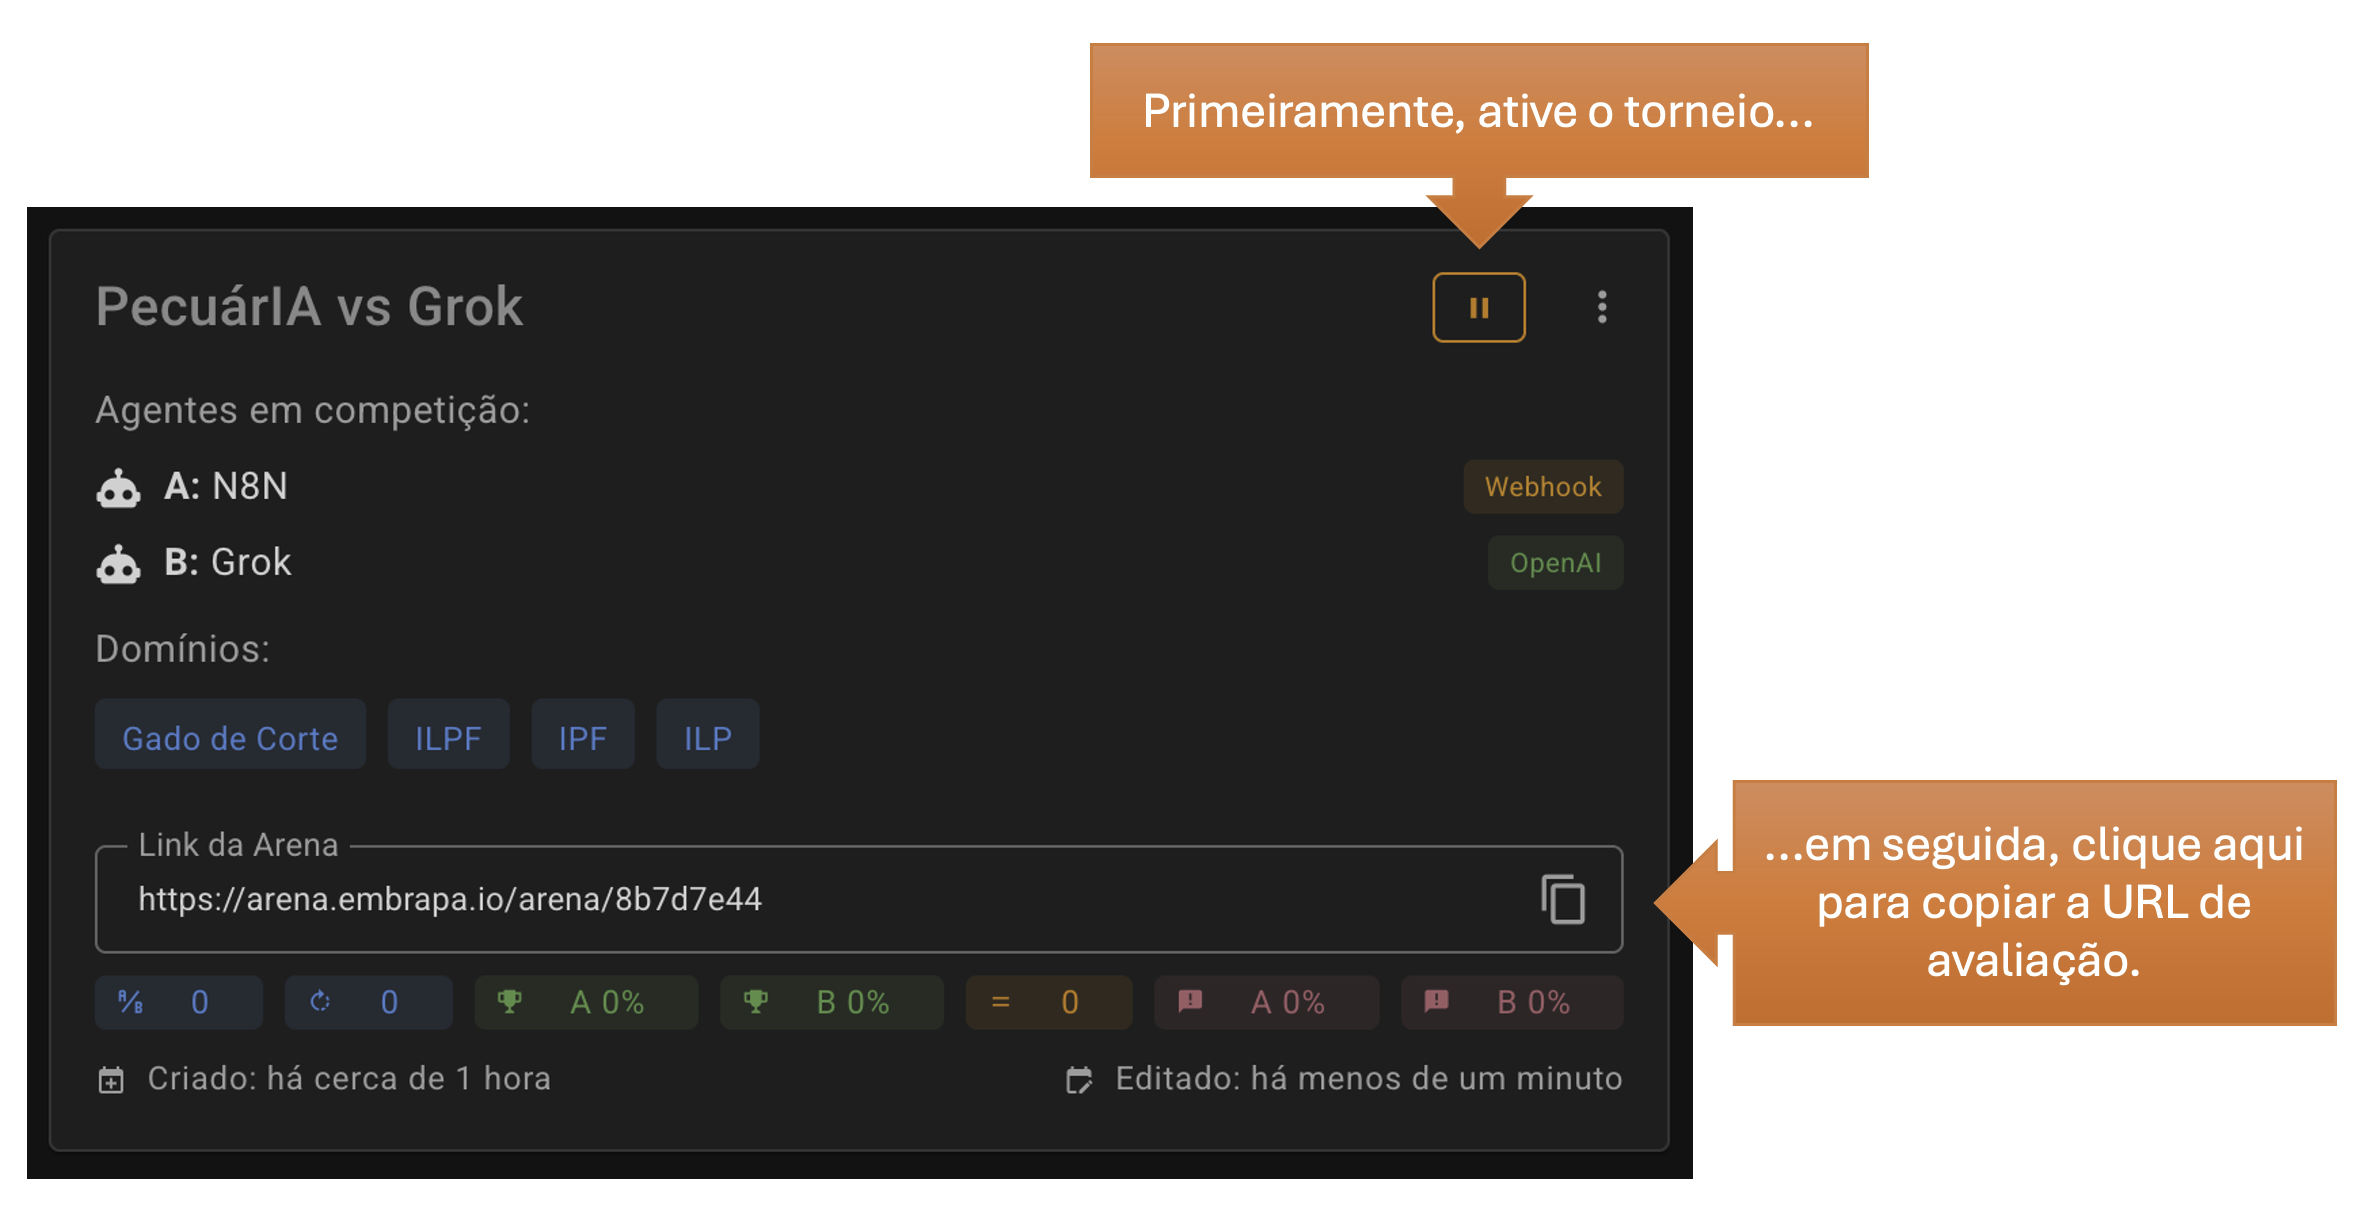 Primeiramente, ative o torneio...
PecuárIA vs Grok
Agentes em competição:
A: N8N
Webhook
B: Grok
OpenAI
Domínios:
Gado de Corte
ILPF
IPF
ILP
Link da Arena
https://arena.embrapa.io/arena/8b7d7e44
...em seguida, clique aqui
para copiar a URL de
avaliação.
A/B 0
0
A 0%
B 0%
= 0
A 0%
B 0%
Criado: há cerca de 1 hora
Editado: há menos de um minuto